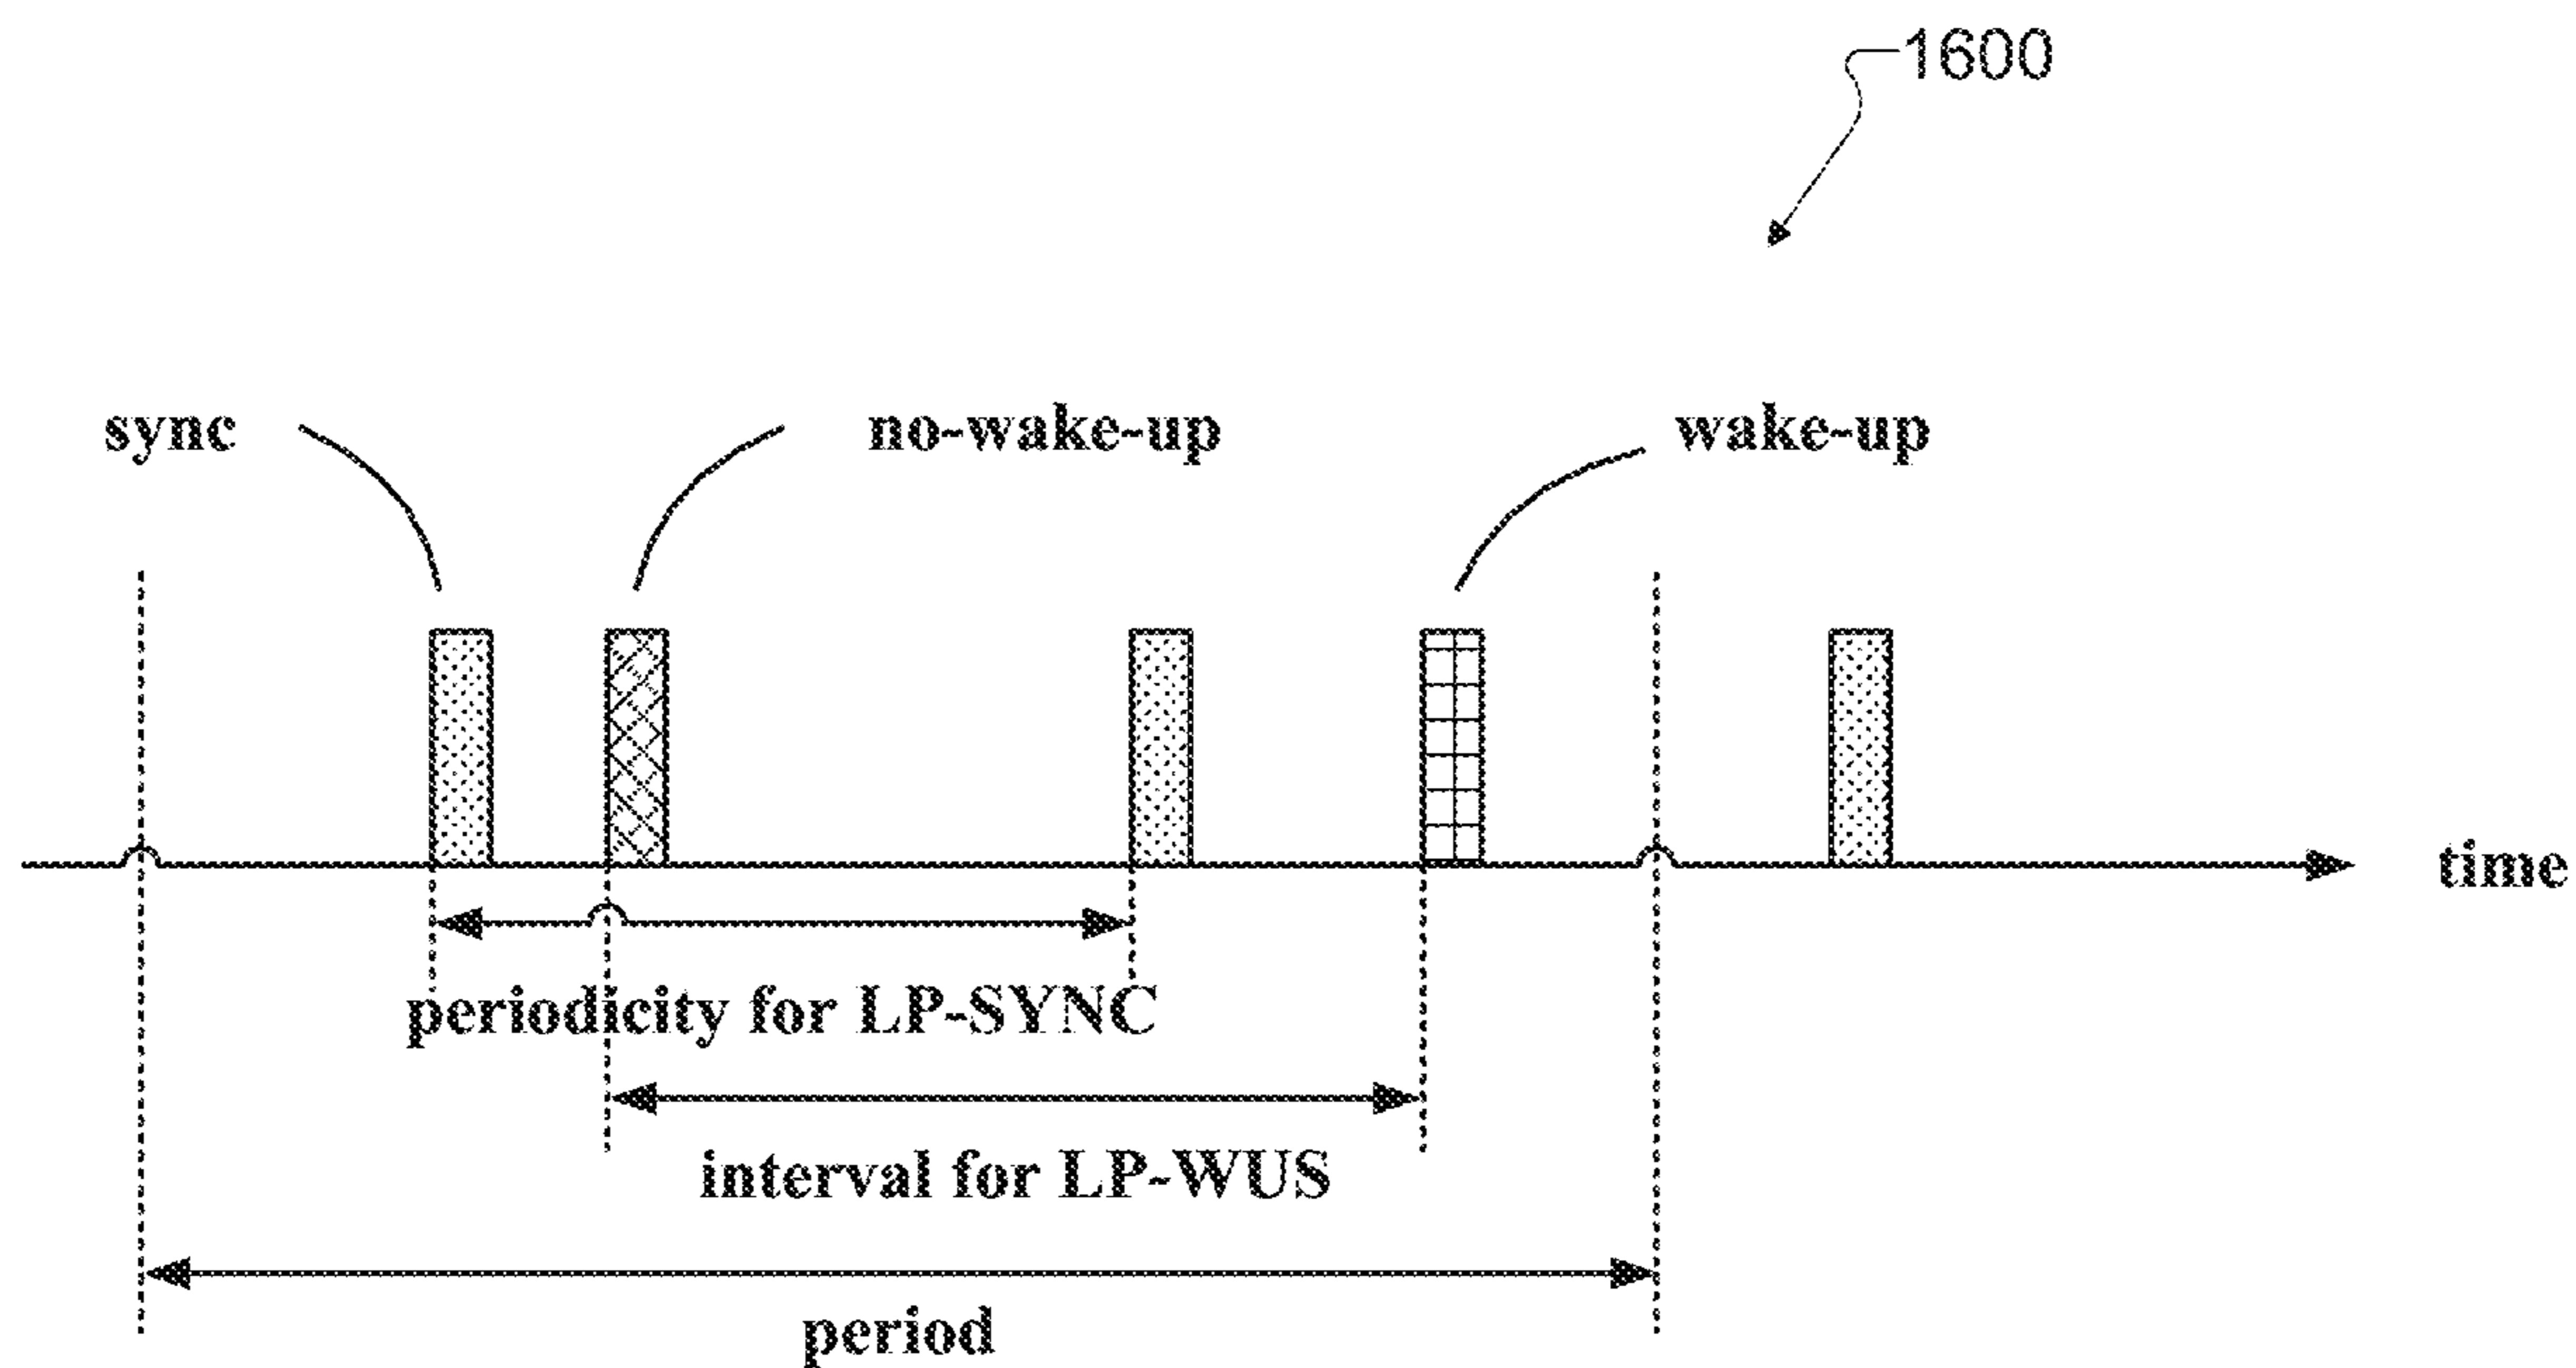 1600
sync
no-wake-up
wake-up
time
periodicity for LP-SYNC
interval for LP-WUS
period